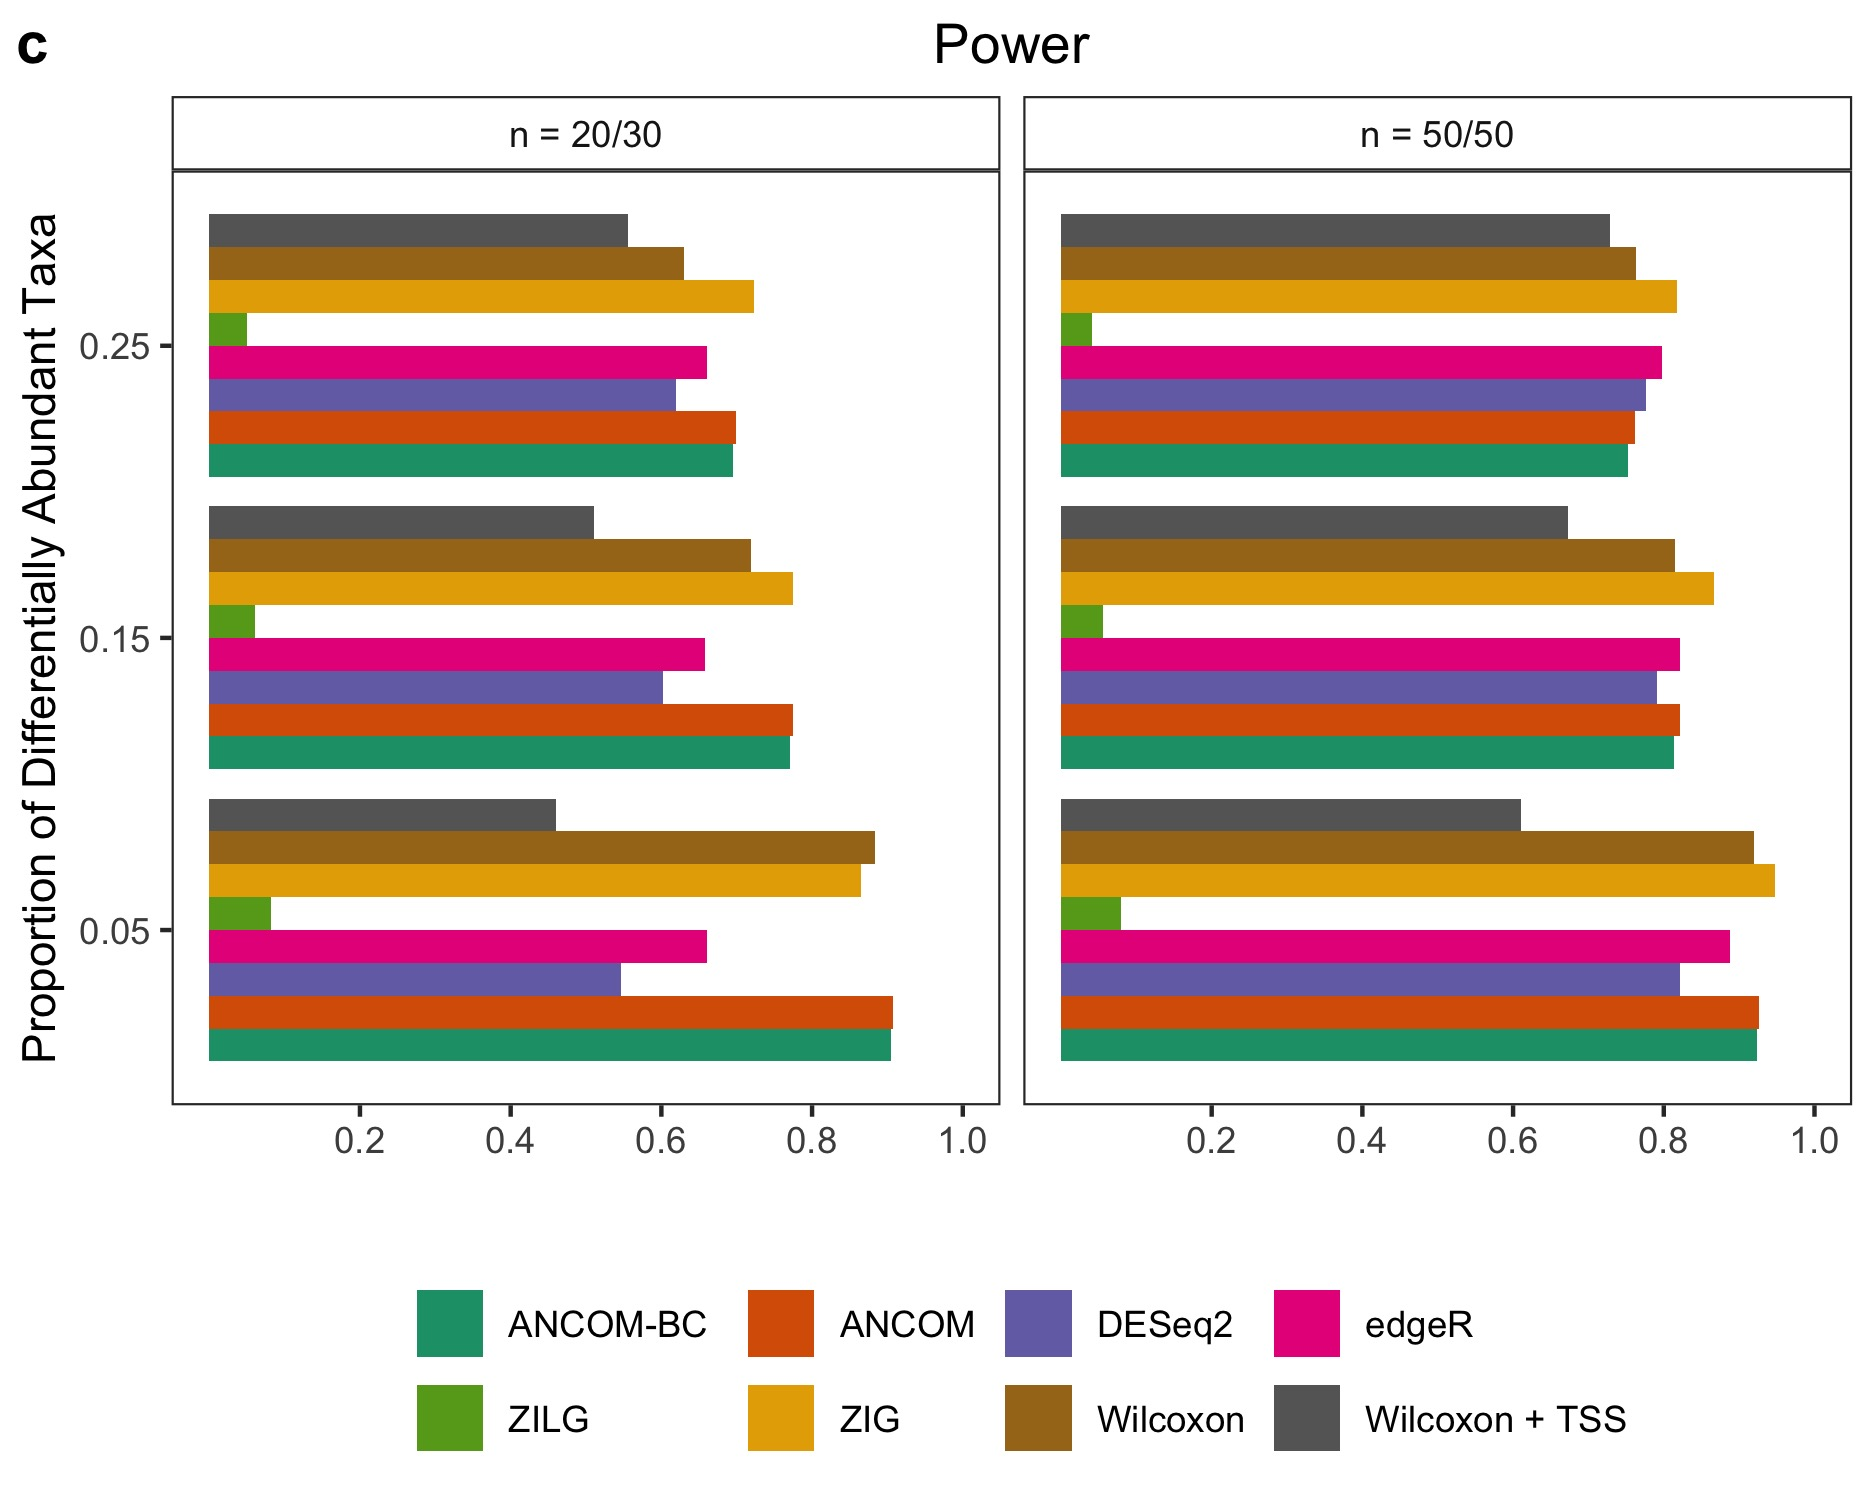 c
Power
n = 20/30
n = 50/50
Proportion of Differentially Abundant Taxa
0.25
0.15
0.05
0.2 0.4 0.6 0.8 1.0
0.2 0.4 0.6 0.8 1.0
ANCOM-BC ANCOM DESeq2 edgeR
ZILG ZIG Wilcoxon Wilcoxon + TSS